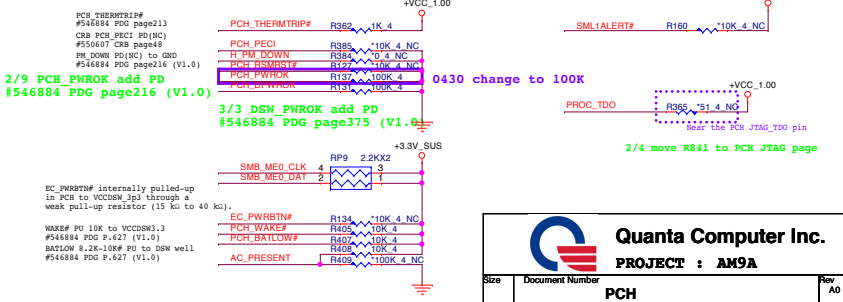 +VCC_1.00
PCH_THERMTRIP#
#546884 PDG page213
CRB PCH_PECI PD(NC)
#550607 CRB page48
PM_DOWN PD(NC) to GND
#546884 PDG page216 (V1.0)
2/9 PCH_PWROK add PD
#546884 PDG page216 (V1.0)
PCH_THERMTRIP# R362 1K_4
PCH_PECI R385 *10K_4_NC
H_PM_DOWN R384 *0_4_NC
PCH_RSMRST# R127 *10K_4_NC
PCH_PWROK R137 100K_4
PCH_DPWROK R131 100K_4
0430 change to 100K
3/3 DSW_PWROK add PD
#546884 PDG page375 (V1.0)
SML1ALERT# R160 *10K_4_NC
+VCC_1.00
PROC_TDO R365 *51_4_NC
Near the PCH JTAG_TDO pin
2/4 move R841 to PCH JTAG page
+3.3V_SUS
RP9 2.2KX2
SMB_ME0_CLK 4 3
SMB_ME0_DAT 2 1
EC_PWRBTN# internally pulled-up
in PCH to VCCDSW_3p3 through a
weak pull-up resistor (15 kΩ to 40 kΩ).
WAKE# PU 10K to VCCDSW3.3
#546884 PDG P.627 (V1.0)
BATLOW 8.2K-10K# PU to DSW well
#546884 PDG P.627 (V1.0)
EC_PWRBTN# R134 *10K_4_NC
PCH_WAKE# R405 10K_4
PCH_BATLOW# R407 10K_4
R408 10K_4
AC_PRESENT R409 *100K_4_NC
Quanta Computer Inc.
PROJECT : AM9A
Size Document Number Rev
PCH A0